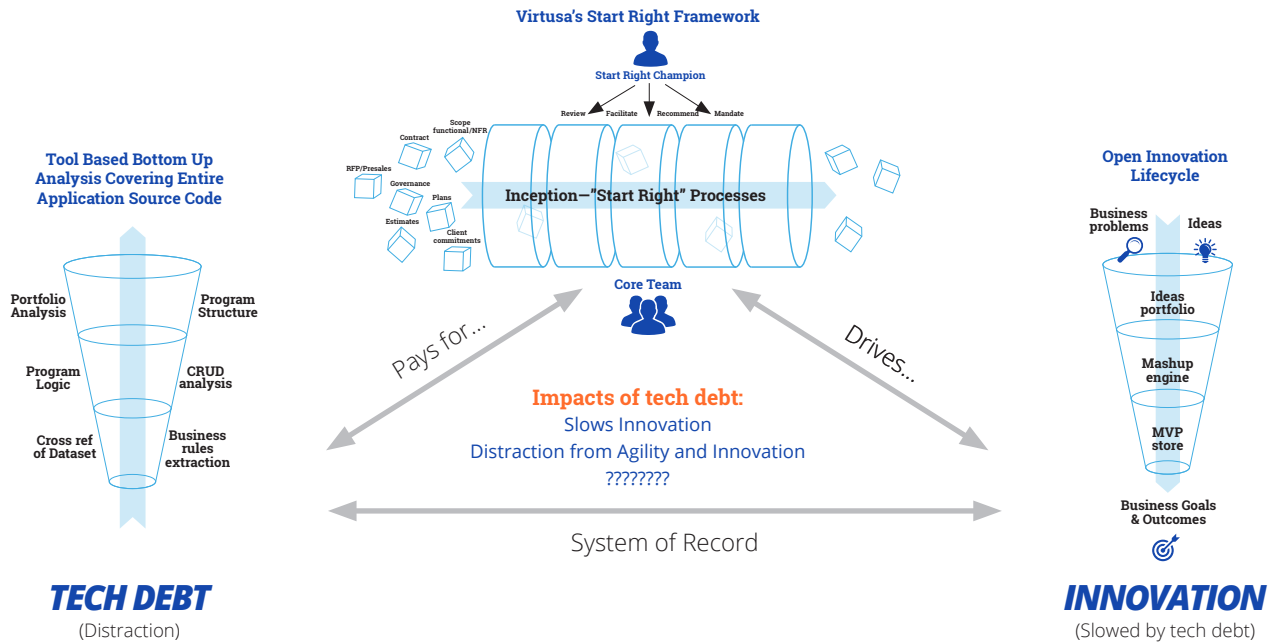 Virtusa's Start Right Framework
Start Right Champion
Review
Facilitate
Recommend
Mandate
Scope
functional/NFR
Contract
RFP/Presales
Governance
Plans
Estimates
Client
commitments
Inception—"Start Right" Processes
Core Team
Tool Based Bottom Up
Analysis Covering Entire
Application Source Code
Portfolio
Analysis
Program
Structure
Program
Logic
CRUD
analysis
Cross ref
of Dataset
Business
rules
extraction
TECH DEBT
(Distraction)
Pays for...
Drives...
Impacts of tech debt:
Slows Innovation
Distraction from Agility and Innovation
????????
System of Record
Open Innovation
Lifecycle
Business
problems
Ideas
Ideas
portfolio
Mashup
engine
MVP
store
Business Goals
& Outcomes
INNOVATION
(Slowed by tech debt)